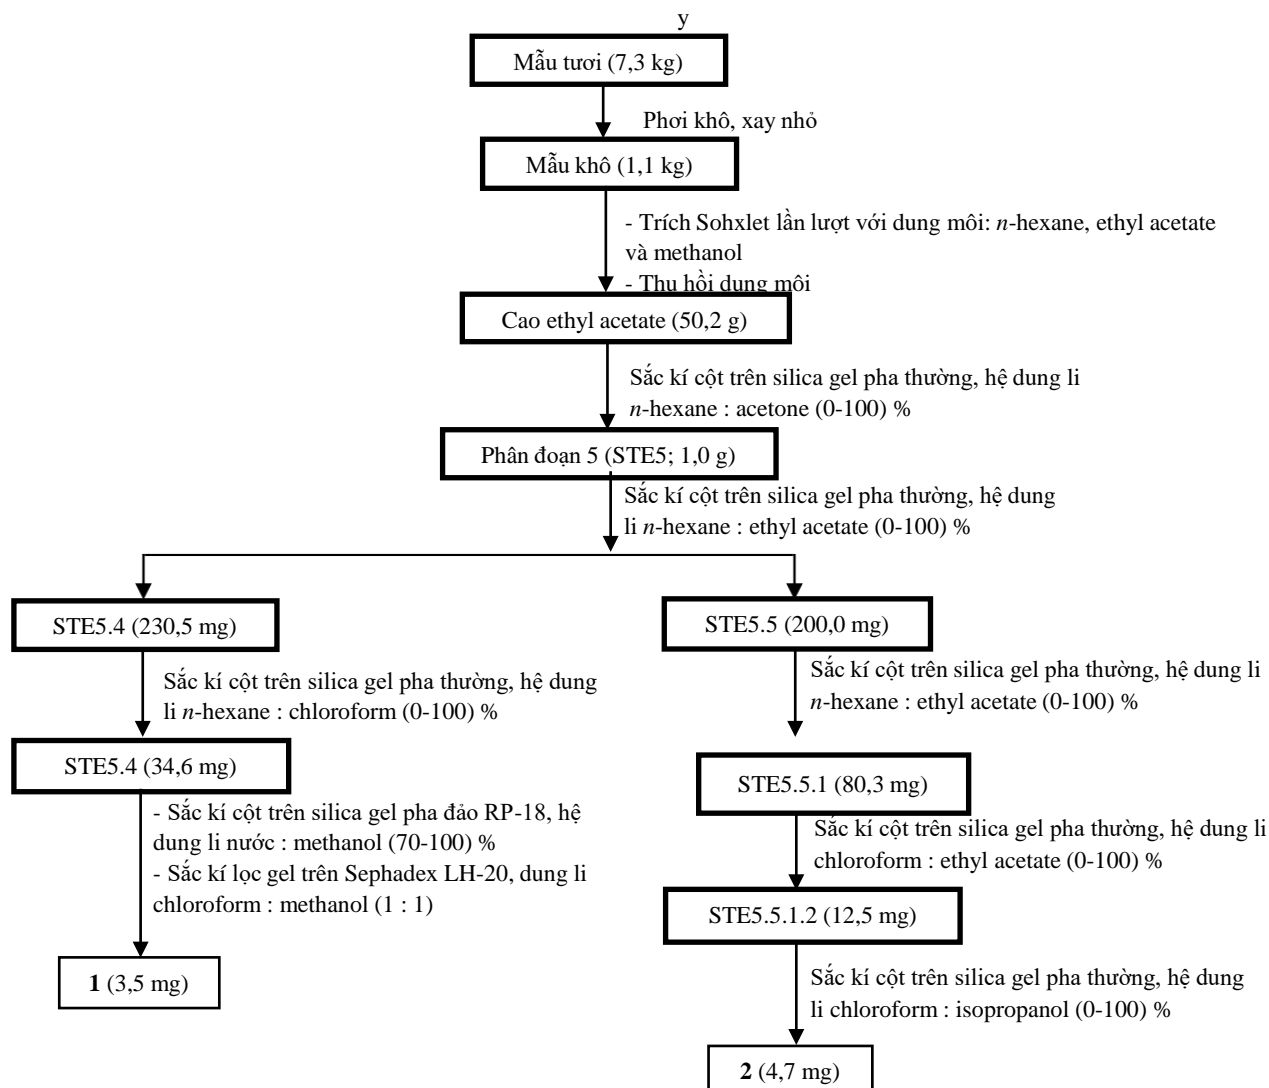 y
Mẫu tươi (7,3 kg)
Phơi khô, xay nhỏ
Mẫu khô (1,1 kg)
- Trích Sohxlet lần lượt với dung môi: n-hexane, ethyl acetate
và methanol
- Thu hồi dung môi
Cao ethyl acetate (50,2 g)
Sắc kí cột trên silica gel pha thường, hệ dung li
n-hexane : acetone (0-100) %
Phân đoạn 5 (STE5; 1,0 g)
Sắc kí cột trên silica gel pha thường, hệ dung
li n-hexane : ethyl acetate (0-100) %
STE5.4 (230,5 mg)
Sắc kí cột trên silica gel pha thường, hệ dung
li n-hexane : chloroform (0-100) %
STE5.4 (34,6 mg)
- Sắc kí cột trên silica gel pha đảo RP-18, hệ
dung li nước : methanol (70-100) %
- Sắc kí lọc gel trên Sephadex LH-20, dung li
chloroform : methanol (1 : 1)
1 (3,5 mg)
STE5.5 (200,0 mg)
Sắc kí cột trên silica gel pha thường, hệ dung li
n-hexane : ethyl acetate (0-100) %
STE5.5.1 (80,3 mg)
Sắc kí cột trên silica gel pha thường, hệ dung li
chloroform : ethyl acetate (0-100) %
STE5.5.1.2 (12,5 mg)
Sắc kí cột trên silica gel pha thường, hệ dung
li chloroform : isopropanol (0-100) %
2 (4,7 mg)